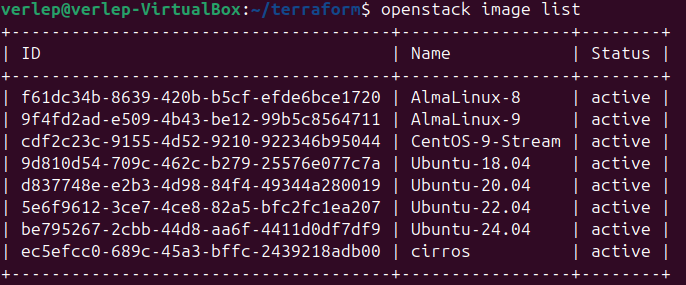 verlep@verlep-VirtualBox:~/terraform$ openstack image list
+--------------------------------------+-----------------+--------+
| ID                                   | Name            | Status |
+--------------------------------------+-----------------+--------+
| f61dc34b-8639-420b-b5cf-efde6bce1720 | AlmaLinux-8     | active |
| 9f4fd2ad-e509-4b43-be12-99b5c8564711 | AlmaLinux-9     | active |
| cdf2c23c-9155-4d52-9210-922346b95044 | CentOS-9-Stream | active |
| 9d810d54-709c-462c-b279-25576e077c7a | Ubuntu-18.04    | active |
| d837748e-e2b3-4d98-84f4-49344a280019 | Ubuntu-20.04    | active |
| 5e6f9612-3ce7-4ce8-82a5-bfc2fc1ea207 | Ubuntu-22.04    | active |
| be795267-2cbb-44d8-aa6f-4411d0df7df9 | Ubuntu-24.04    | active |
| ec5efcc0-689c-45a3-bffc-2439218adb00 | cirros          | active |
+--------------------------------------+-----------------+--------+